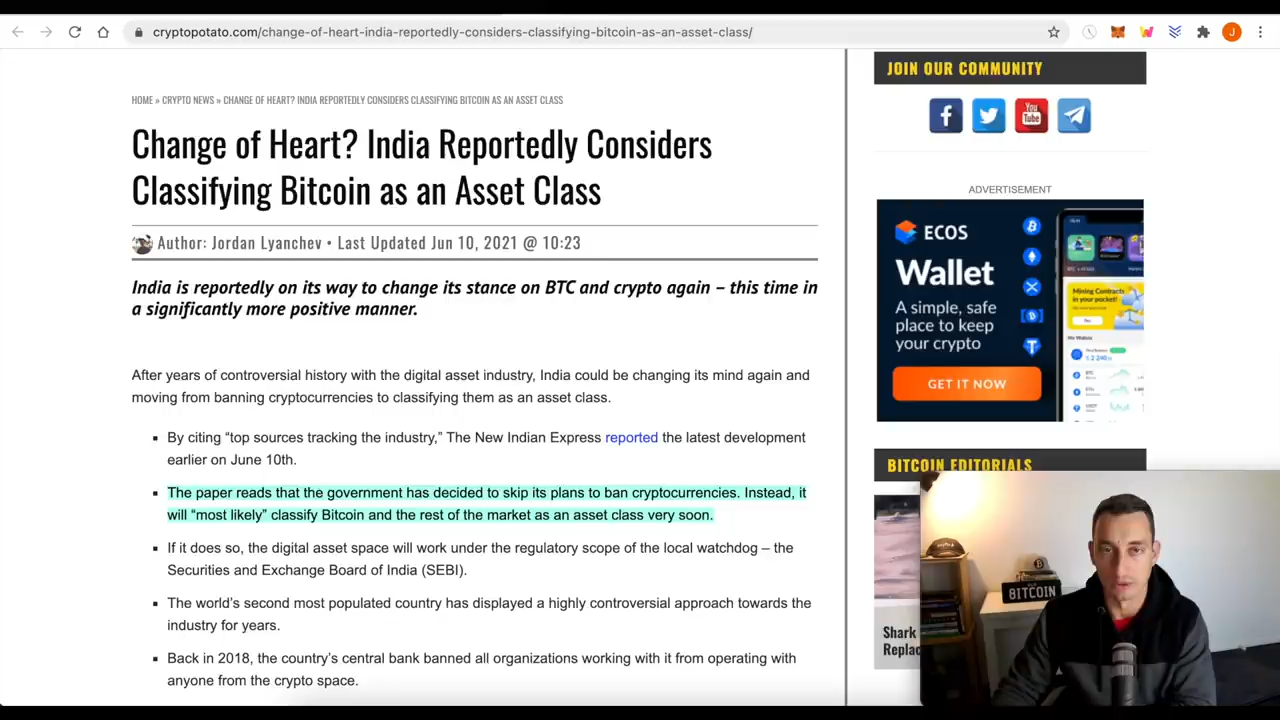 cryptopotato.com/change-of-heart-india-reportedly-considers-classifying-bitcoin-as-an-asset-class/
J
HOME » CRYPTO NEWS » CHANGE OF HEART? INDIA REPORTEDLY CONSIDERS CLASSIFYING BITCOIN AS AN ASSET CLASS
Change of Heart? India Reportedly Considers
Classifying Bitcoin as an Asset Class
Author: Jordan Lyanchev • Last Updated Jun 10, 2021 @ 10:23
India is reportedly on its way to change its stance on BTC and crypto again – this time in
a significantly more positive manner.
After years of controversial history with the digital asset industry, India could be changing its mind again and
moving from banning cryptocurrencies to classifying them as an asset class.
▪ By citing “top sources tracking the industry,” The New Indian Express reported the latest development
earlier on June 10th.
▪ The paper reads that the government has decided to skip its plans to ban cryptocurrencies. Instead, it
will “most likely” classify Bitcoin and the rest of the market as an asset class very soon.
▪ If it does so, the digital asset space will work under the regulatory scope of the local watchdog – the
Securities and Exchange Board of India (SEBI).
▪ The world’s second most populated country has displayed a highly controversial approach towards the
industry for years.
▪ Back in 2018, the country’s central bank banned all organizations working with it from operating with
anyone from the crypto space.
JOIN OUR COMMUNITY
You
Tube
ADVERTISEMENT
ECOS
Wallet
A simple, safe
place to keep
your crypto
GET IT NOW
Mining Contracts
in your pocket!
BITCOIN EDITORIALS
Shark
Replac
BITCOIN